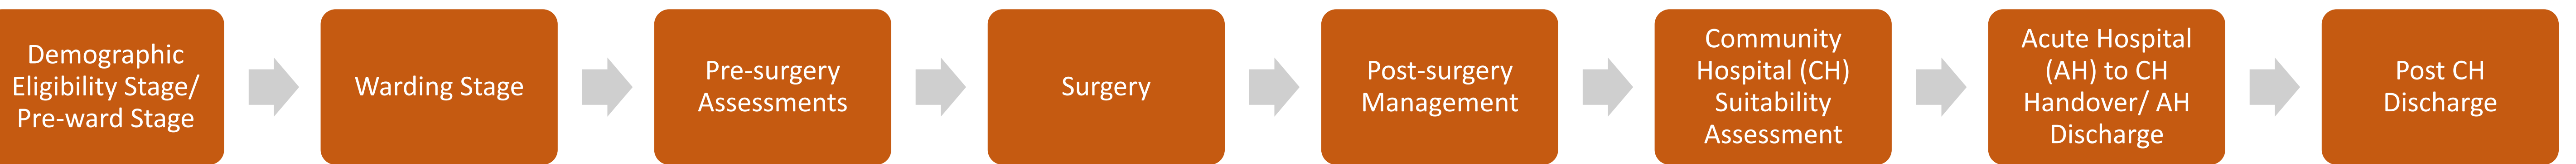 Demographic
Eligibility Stage/
Pre-ward Stage
Warding Stage
Pre-surgery
Assessments
Surgery
Post-surgery
Management
Community
Hospital (CH)
Suitability
Assessment
Acute Hospital
(AH) to CH
Handover/ AH
Discharge
Post CH
Discharge